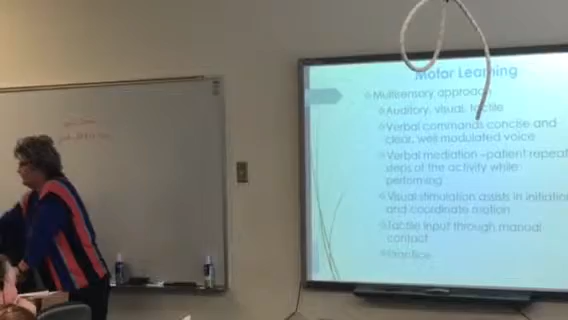 Motor Learning
Multisensory approach
Auditory, visual, tactile
Verbal commands concise and
clear, well modulated voice
Verbal mediation –patient repeat
steps of the activity while
performing
Visual stimulation assists in initiation
and coordinate motion
Tactile input through manual
contact
Practice